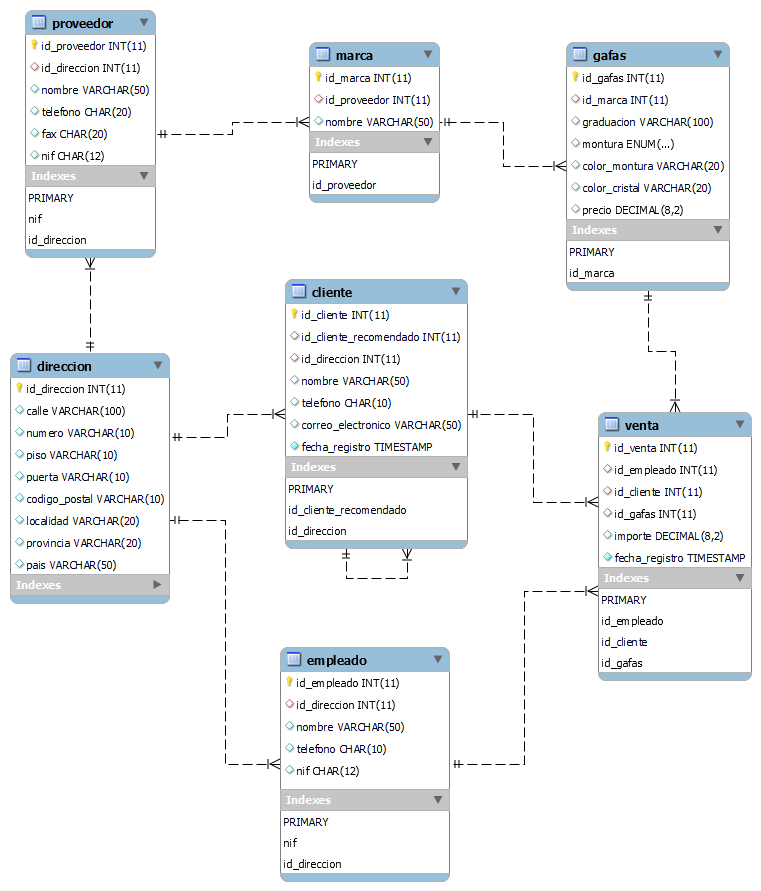 proveedor
id_proveedor INT(11)
id_direccion INT(11)
nombre VARCHAR(50)
telefono CHAR(20)
fax CHAR(20)
nif CHAR(12)
Indexes
PRIMARY
nif
id_direccion
marca
id_marca INT(11)
id_proveedor INT(11)
nombre VARCHAR(50)
Indexes
PRIMARY
id_proveedor
gafas
id_gafas INT(11)
id_marca INT(11)
graduacion VARCHAR(100)
montura ENUM(...)
color_montura VARCHAR(20)
color_cristal VARCHAR(20)
precio DECIMAL(8,2)
Indexes
PRIMARY
id_marca
cliente
id_cliente INT(11)
id_cliente_recomendado INT(11)
id_direccion INT(11)
nombre VARCHAR(50)
telefono CHAR(10)
correo_electronico VARCHAR(50)
fecha_registro TIMESTAMP
Indexes
PRIMARY
id_cliente_recomendado
id_direccion
direccion
id_direccion INT(11)
calle VARCHAR(100)
numero VARCHAR(10)
piso VARCHAR(10)
puerta VARCHAR(10)
codigo_postal VARCHAR(10)
localidad VARCHAR(20)
provincia VARCHAR(20)
pais VARCHAR(50)
Indexes
venta
id_venta INT(11)
id_empleado INT(11)
id_cliente INT(11)
id_gafas INT(11)
importe DECIMAL(8,2)
fecha_registro TIMESTAMP
Indexes
PRIMARY
id_empleado
id_cliente
id_gafas
empleado
id_empleado INT(11)
id_direccion INT(11)
nombre VARCHAR(50)
telefono CHAR(10)
nif CHAR(12)
Indexes
PRIMARY
nif
id_direccion